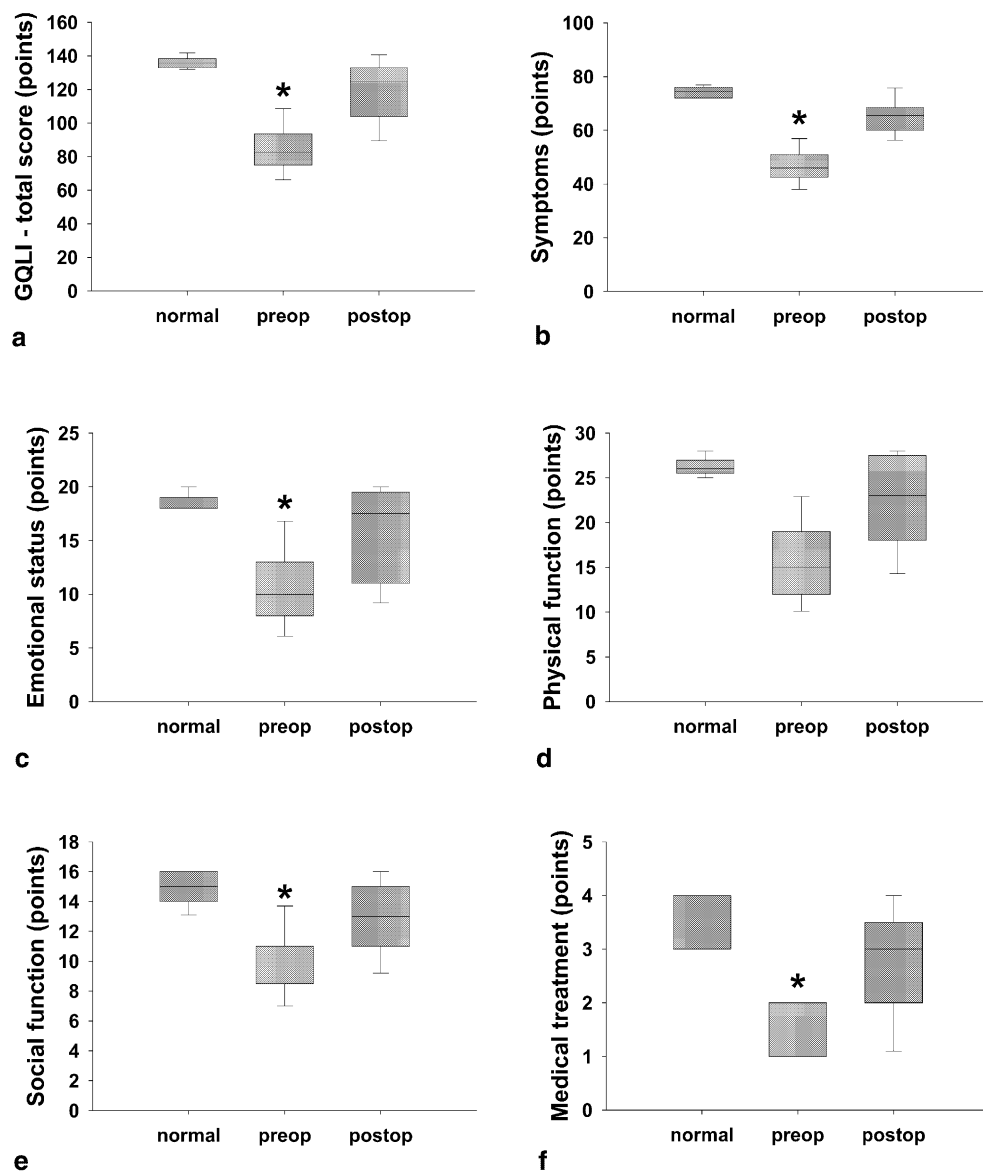 GQLI - total score (points)
160
140
120
100
80
60
40
20
0
*
normal preop postop
a
Symptoms (points)
100
80
60
40
20
0
*
normal preop postop
b
Emotional status (points)
25
20
15
10
5
0
*
normal preop postop
c
Physical function (points)
30
25
20
15
10
5
0
normal preop postop
d
Social function (points)
18
16
14
12
10
8
6
4
2
0
*
normal preop postop
e
Medical treatment (points)
5
4
3
2
1
0
*
normal preop postop
f